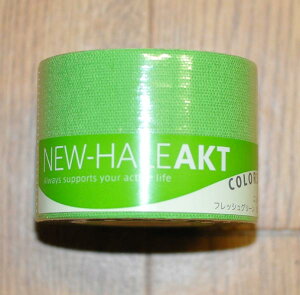 NEW-HALEAKT
Always supports your active life
COLOR
フレッシュグリーン